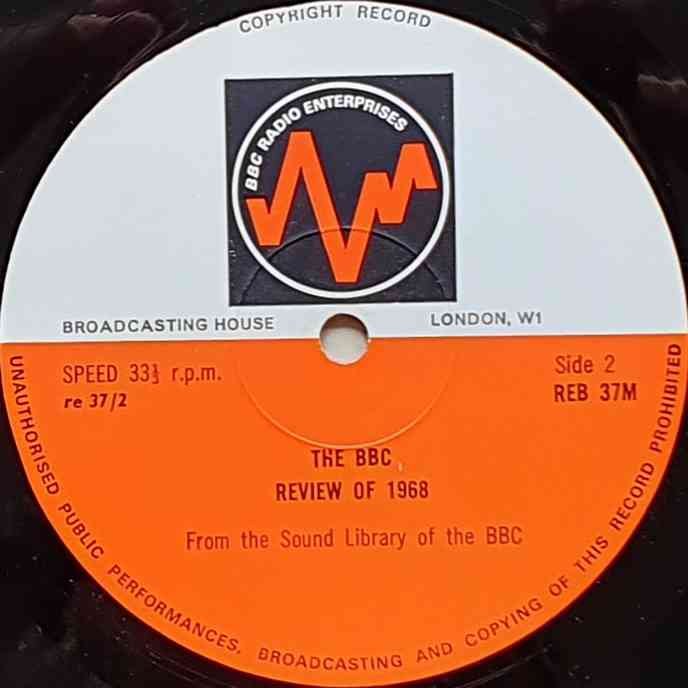 COPYRIGHT RECORD
BBC RADIO ENTERPRISES
BROADCASTING HOUSE
LONDON, W1
SPEED 33⅓ r.p.m.
Side 2
re 37/2
REB 37M
THE BBC
REVIEW OF 1968
From the Sound Library of the BBC
UNAUTHORISED PUBLIC PERFORMANCES, BROADCASTING AND COPYING OF THIS RECORD PROHIBITED